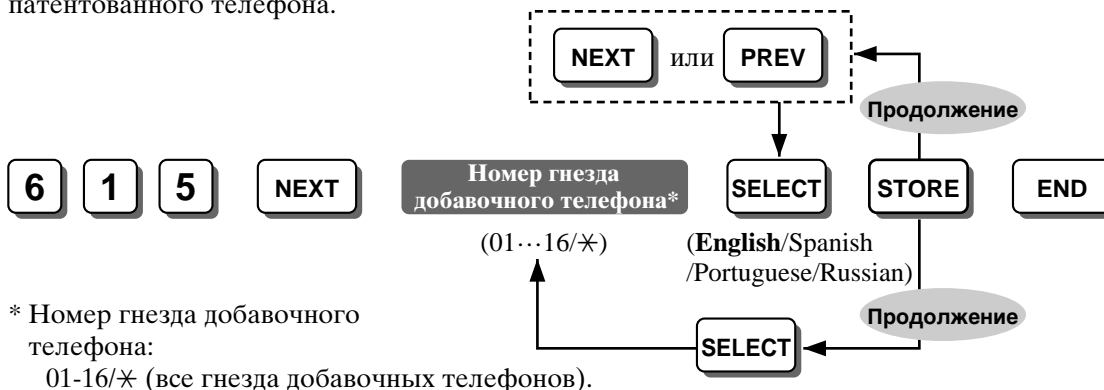 патентованного телефона.
NEXT или PREV
Продолжение
6 1 5 NEXT Номер гнезда добавочного телефона* SELECT STORE END
(01···16/✳) (English/Spanish
/Portuguese/Russian)
Продолжение
SELECT
* Номер гнезда добавочного
телефона:
01-16/✳ (все гнезда добавочных телефонов).